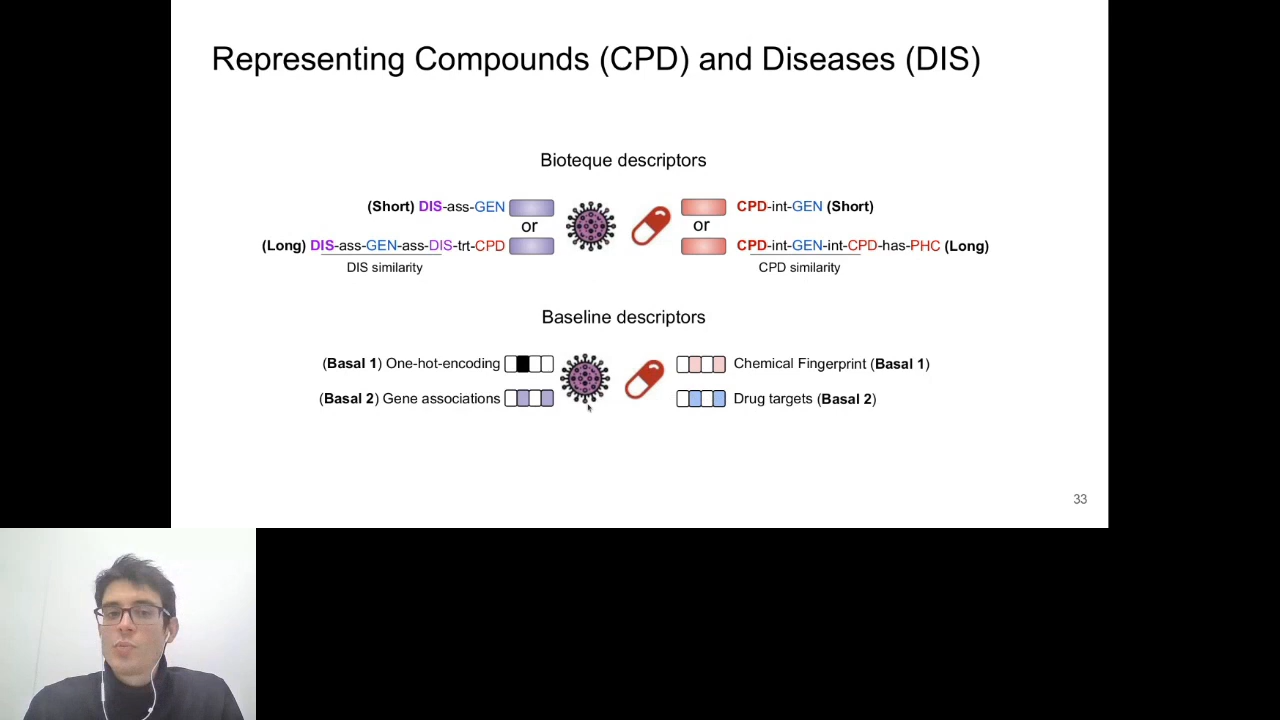 Representing Compounds (CPD) and Diseases (DIS)
Bioteque descriptors
(Short) DIS-ass-GEN or CPD-int-GEN (Short)
or
(Long) DIS-ass-GEN-ass-DIS-trt-CPD CPD-int-GEN-int-CPD-has-PHC (Long)
DIS similarity CPD similarity
Baseline descriptors
(Basal 1) One-hot-encoding Chemical Fingerprint (Basal 1)
(Basal 2) Gene associations Drug targets (Basal 2)
33